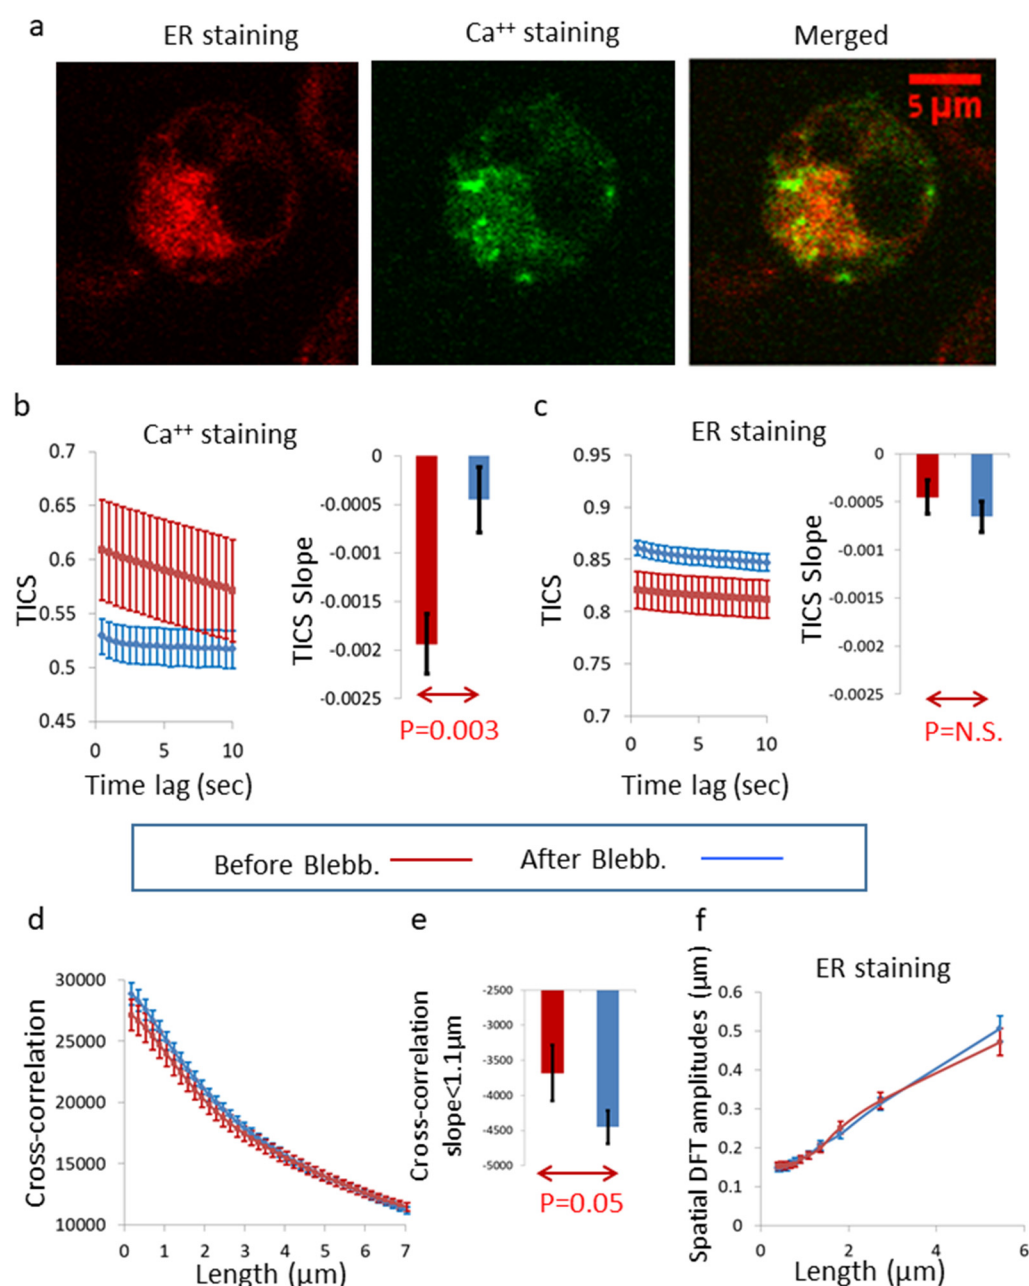 a
ER staining
Ca⁺⁺ staining
Merged
5 µm
b
Ca⁺⁺ staining
0.7
0.65
0.6
0.55
0.5
0.45
TICS
0
5
10
Time lag (sec)
0
-0.0005
-0.001
-0.0015
-0.002
-0.0025
TICS Slope
P=0.003
c
ER staining
0.95
0.9
0.85
0.8
0.75
0.7
TICS
0
5
10
Time lag (sec)
0
-0.0005
-0.001
-0.0015
-0.002
-0.0025
TICS Slope
P=N.S.
Before Blebb.
After Blebb.
d
30000
25000
20000
15000
10000
Cross-correlation
0 1 2 3 4 5 6 7
Length (µm)
e
-2500
-3000
-3500
-4000
-4500
-5000
Cross-correlation
slope<1.1µm
P=0.05
f
ER staining
0.6
0.5
0.4
0.3
0.2
0.1
0
Spatial DFT amplitudes (µm)
0 2 4 6
Length (µm)